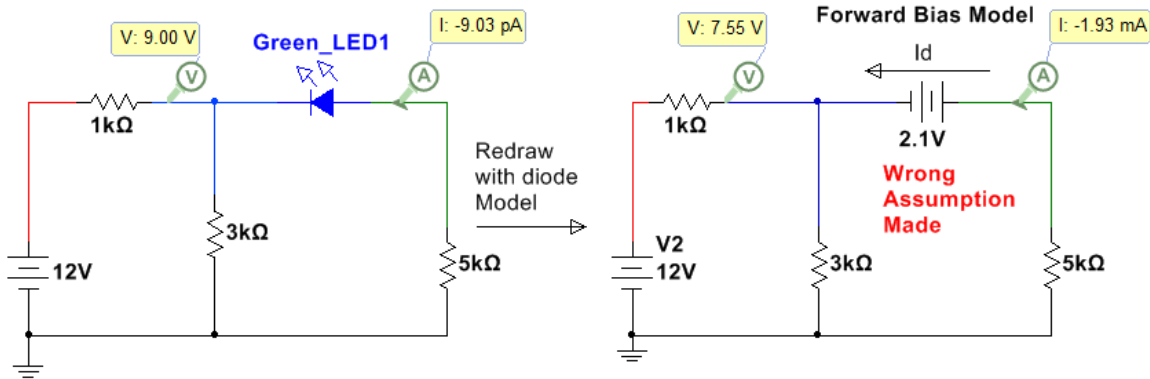 V: 9.00 V
Green_LED1
I: -9.03 pA
V
A
1kΩ
3kΩ
12V
5kΩ
Redraw
with diode
Model
Forward Bias Model
V: 7.55 V
Id
I: -1.93 mA
V
A
1kΩ
2.1V
Wrong
Assumption
Made
V2
12V
3kΩ
5kΩ